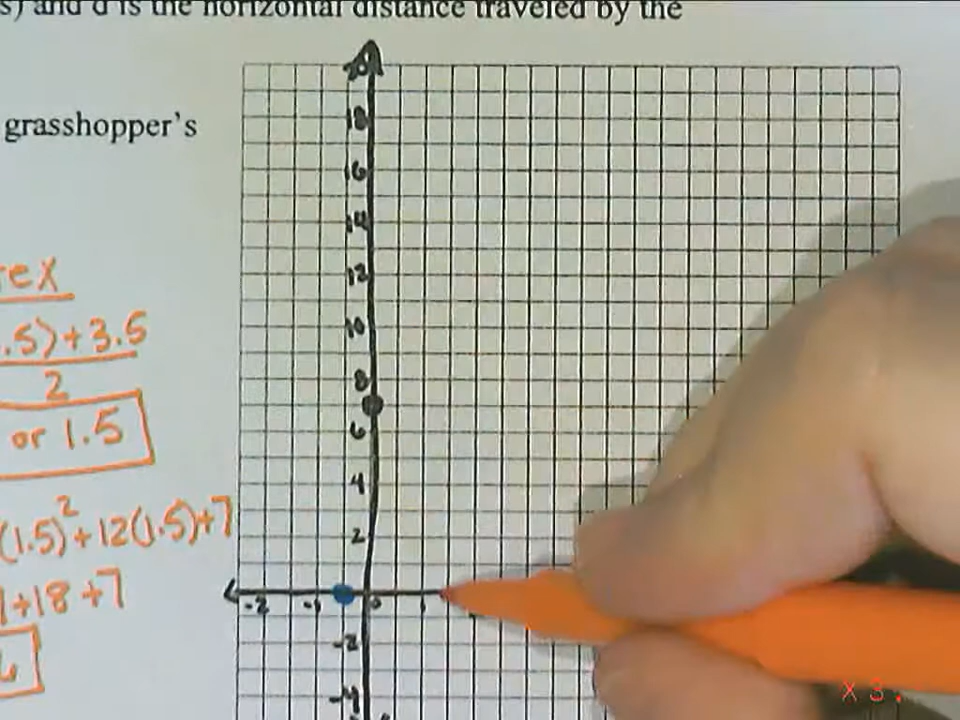 s) and d is the horizontal distance traveled by the
grasshopper's
rex
.5)+3.5
2
or 1.5
(1.5)²+12(1.5)+7
+18+7
20
18
16
14
12
10
8
6
4
2
-2 -1 0 1
-2
-4
x 3.